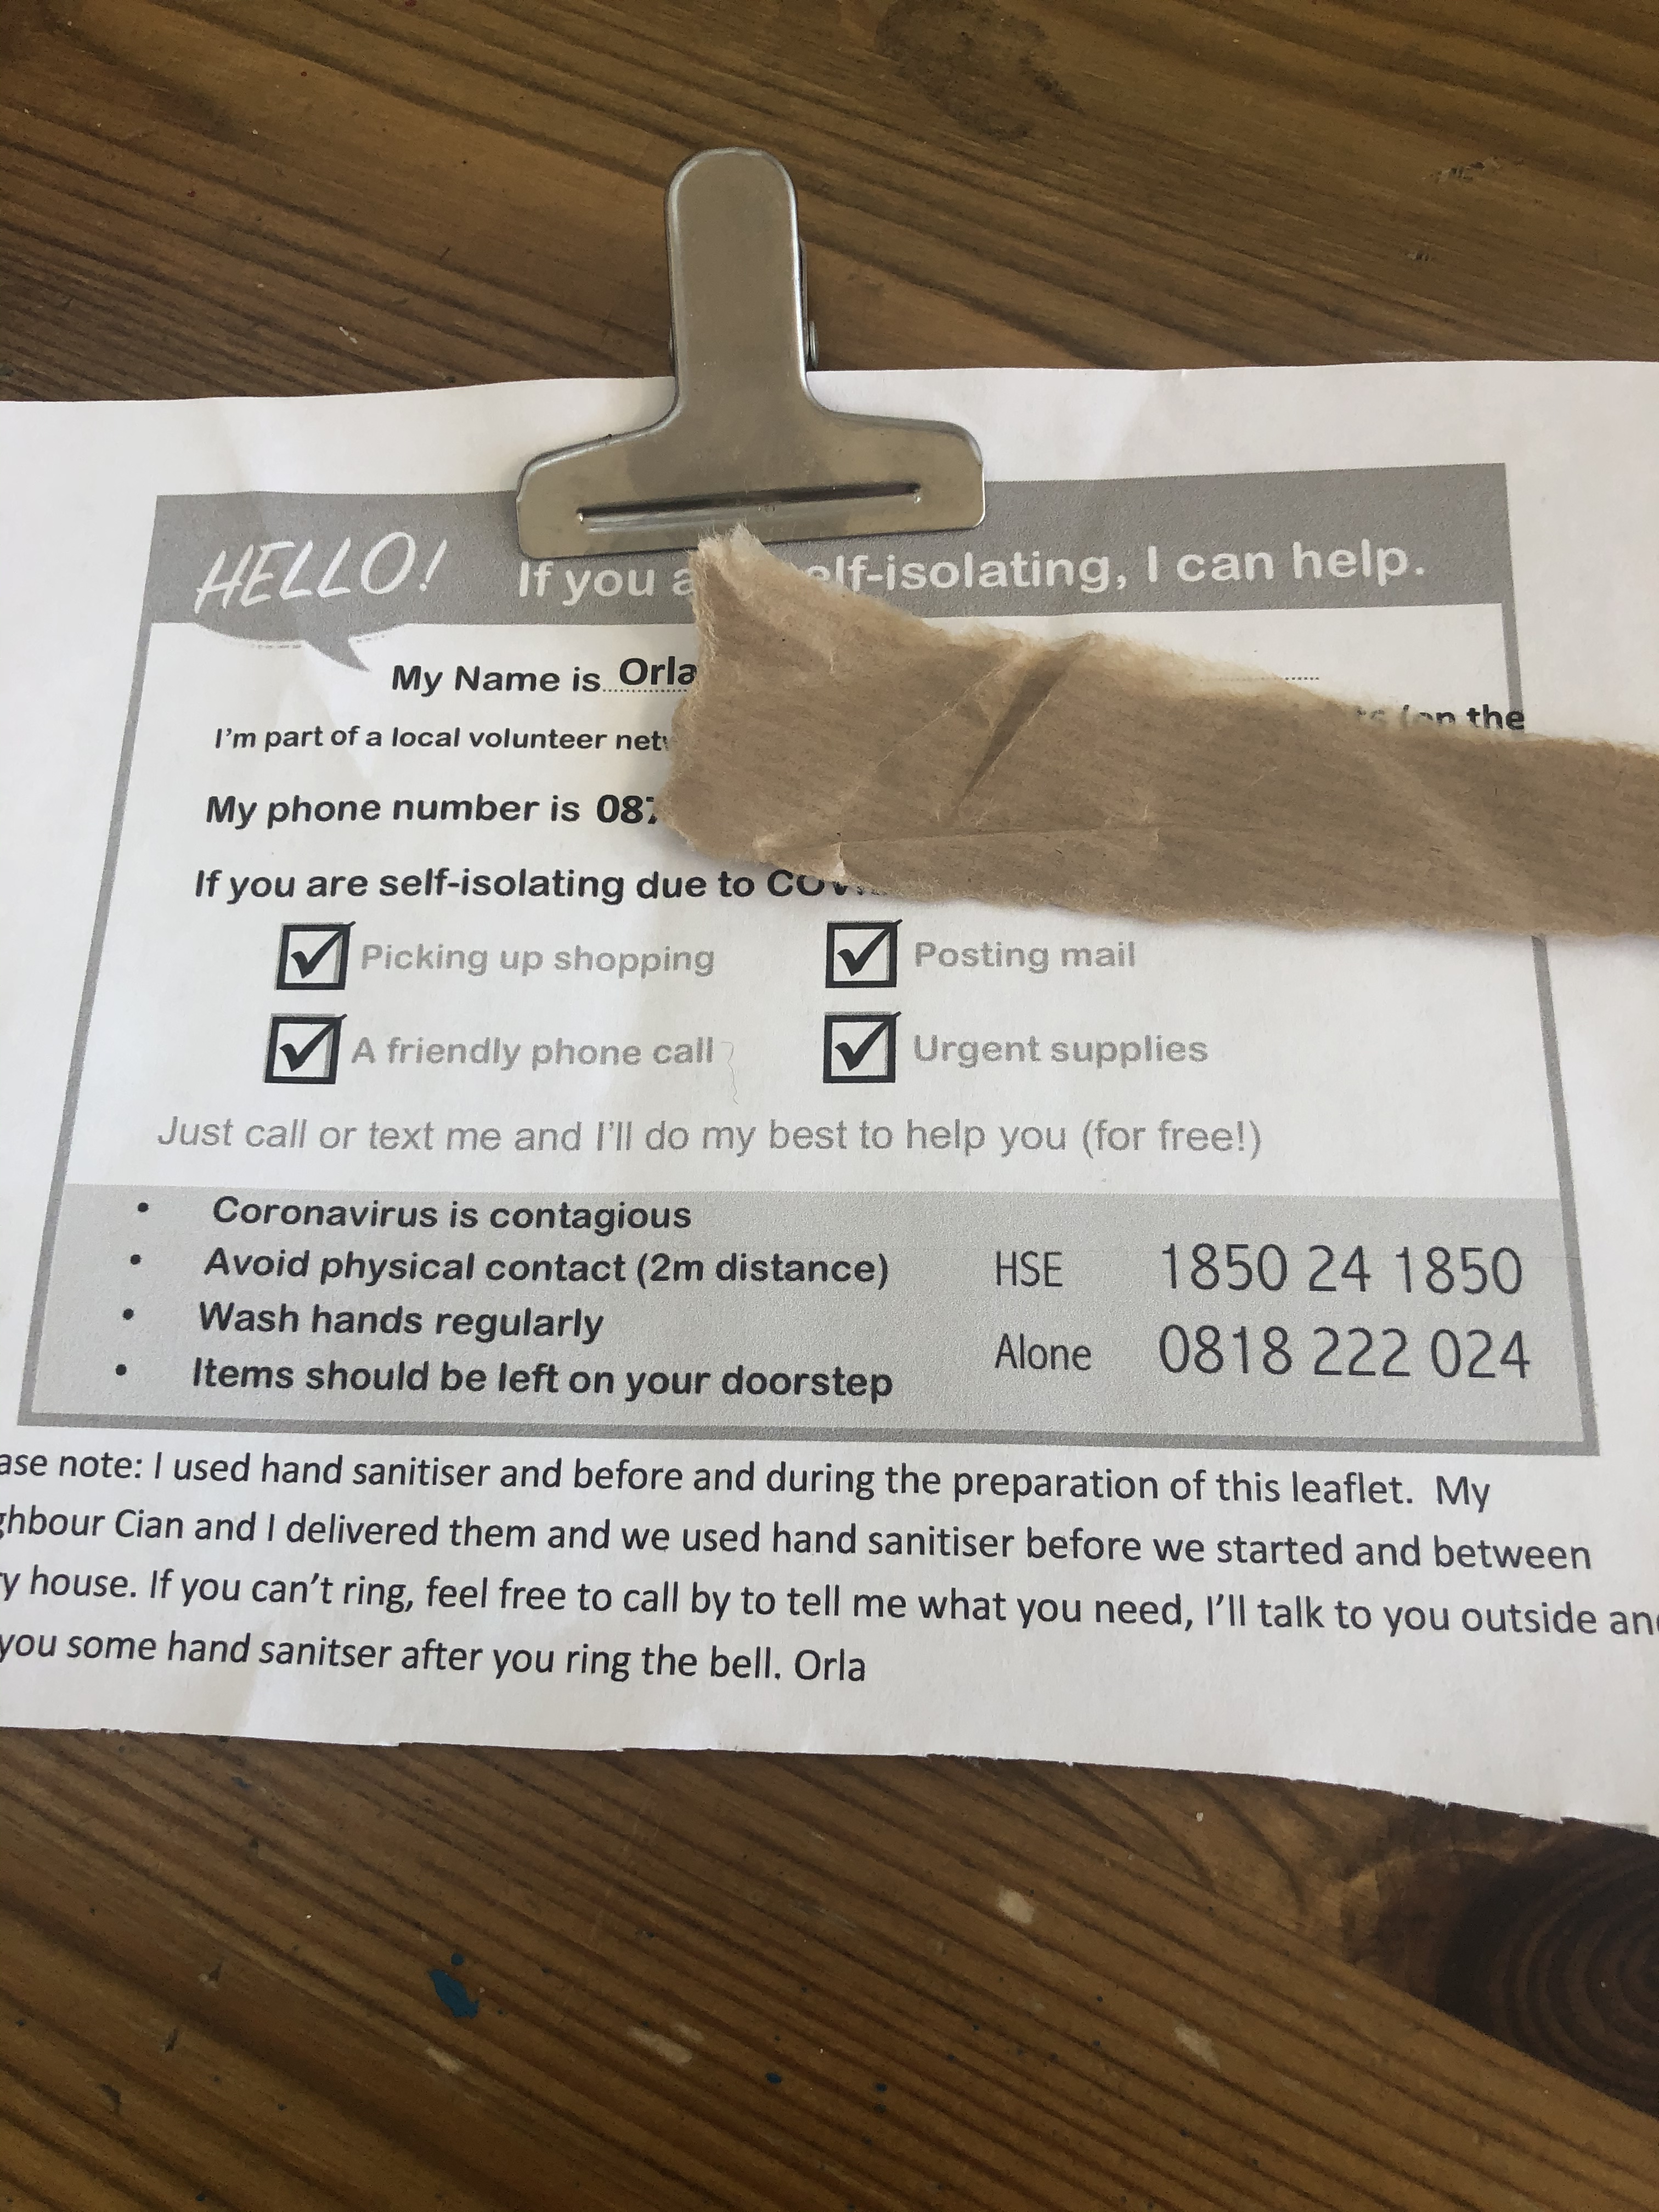 HELLO! If you self-isolating, I can help.
My Name is Orla
I'm part of a local volunteer (on the
My phone number is 087
If you are self-isolating due to
Picking up shopping Posting mail
A friendly phone call Urgent supplies
Just call or text me and I'll do my best to help you (for free!)
• Coronavirus is contagious
• Avoid physical contact (2m distance) HSE 1850 24 1850
• Wash hands regularly
• Items should be left on your doorstep Alone 0818 222 024
note: I used hand sanitiser and before and during the preparation of this leaflet. My
Cian and I delivered them and we used hand sanitiser before we started and between
house. If you can't ring, feel free to call by to tell me what you need, I'll talk to you outside
you some hand sanitser after you ring the bell. Orla